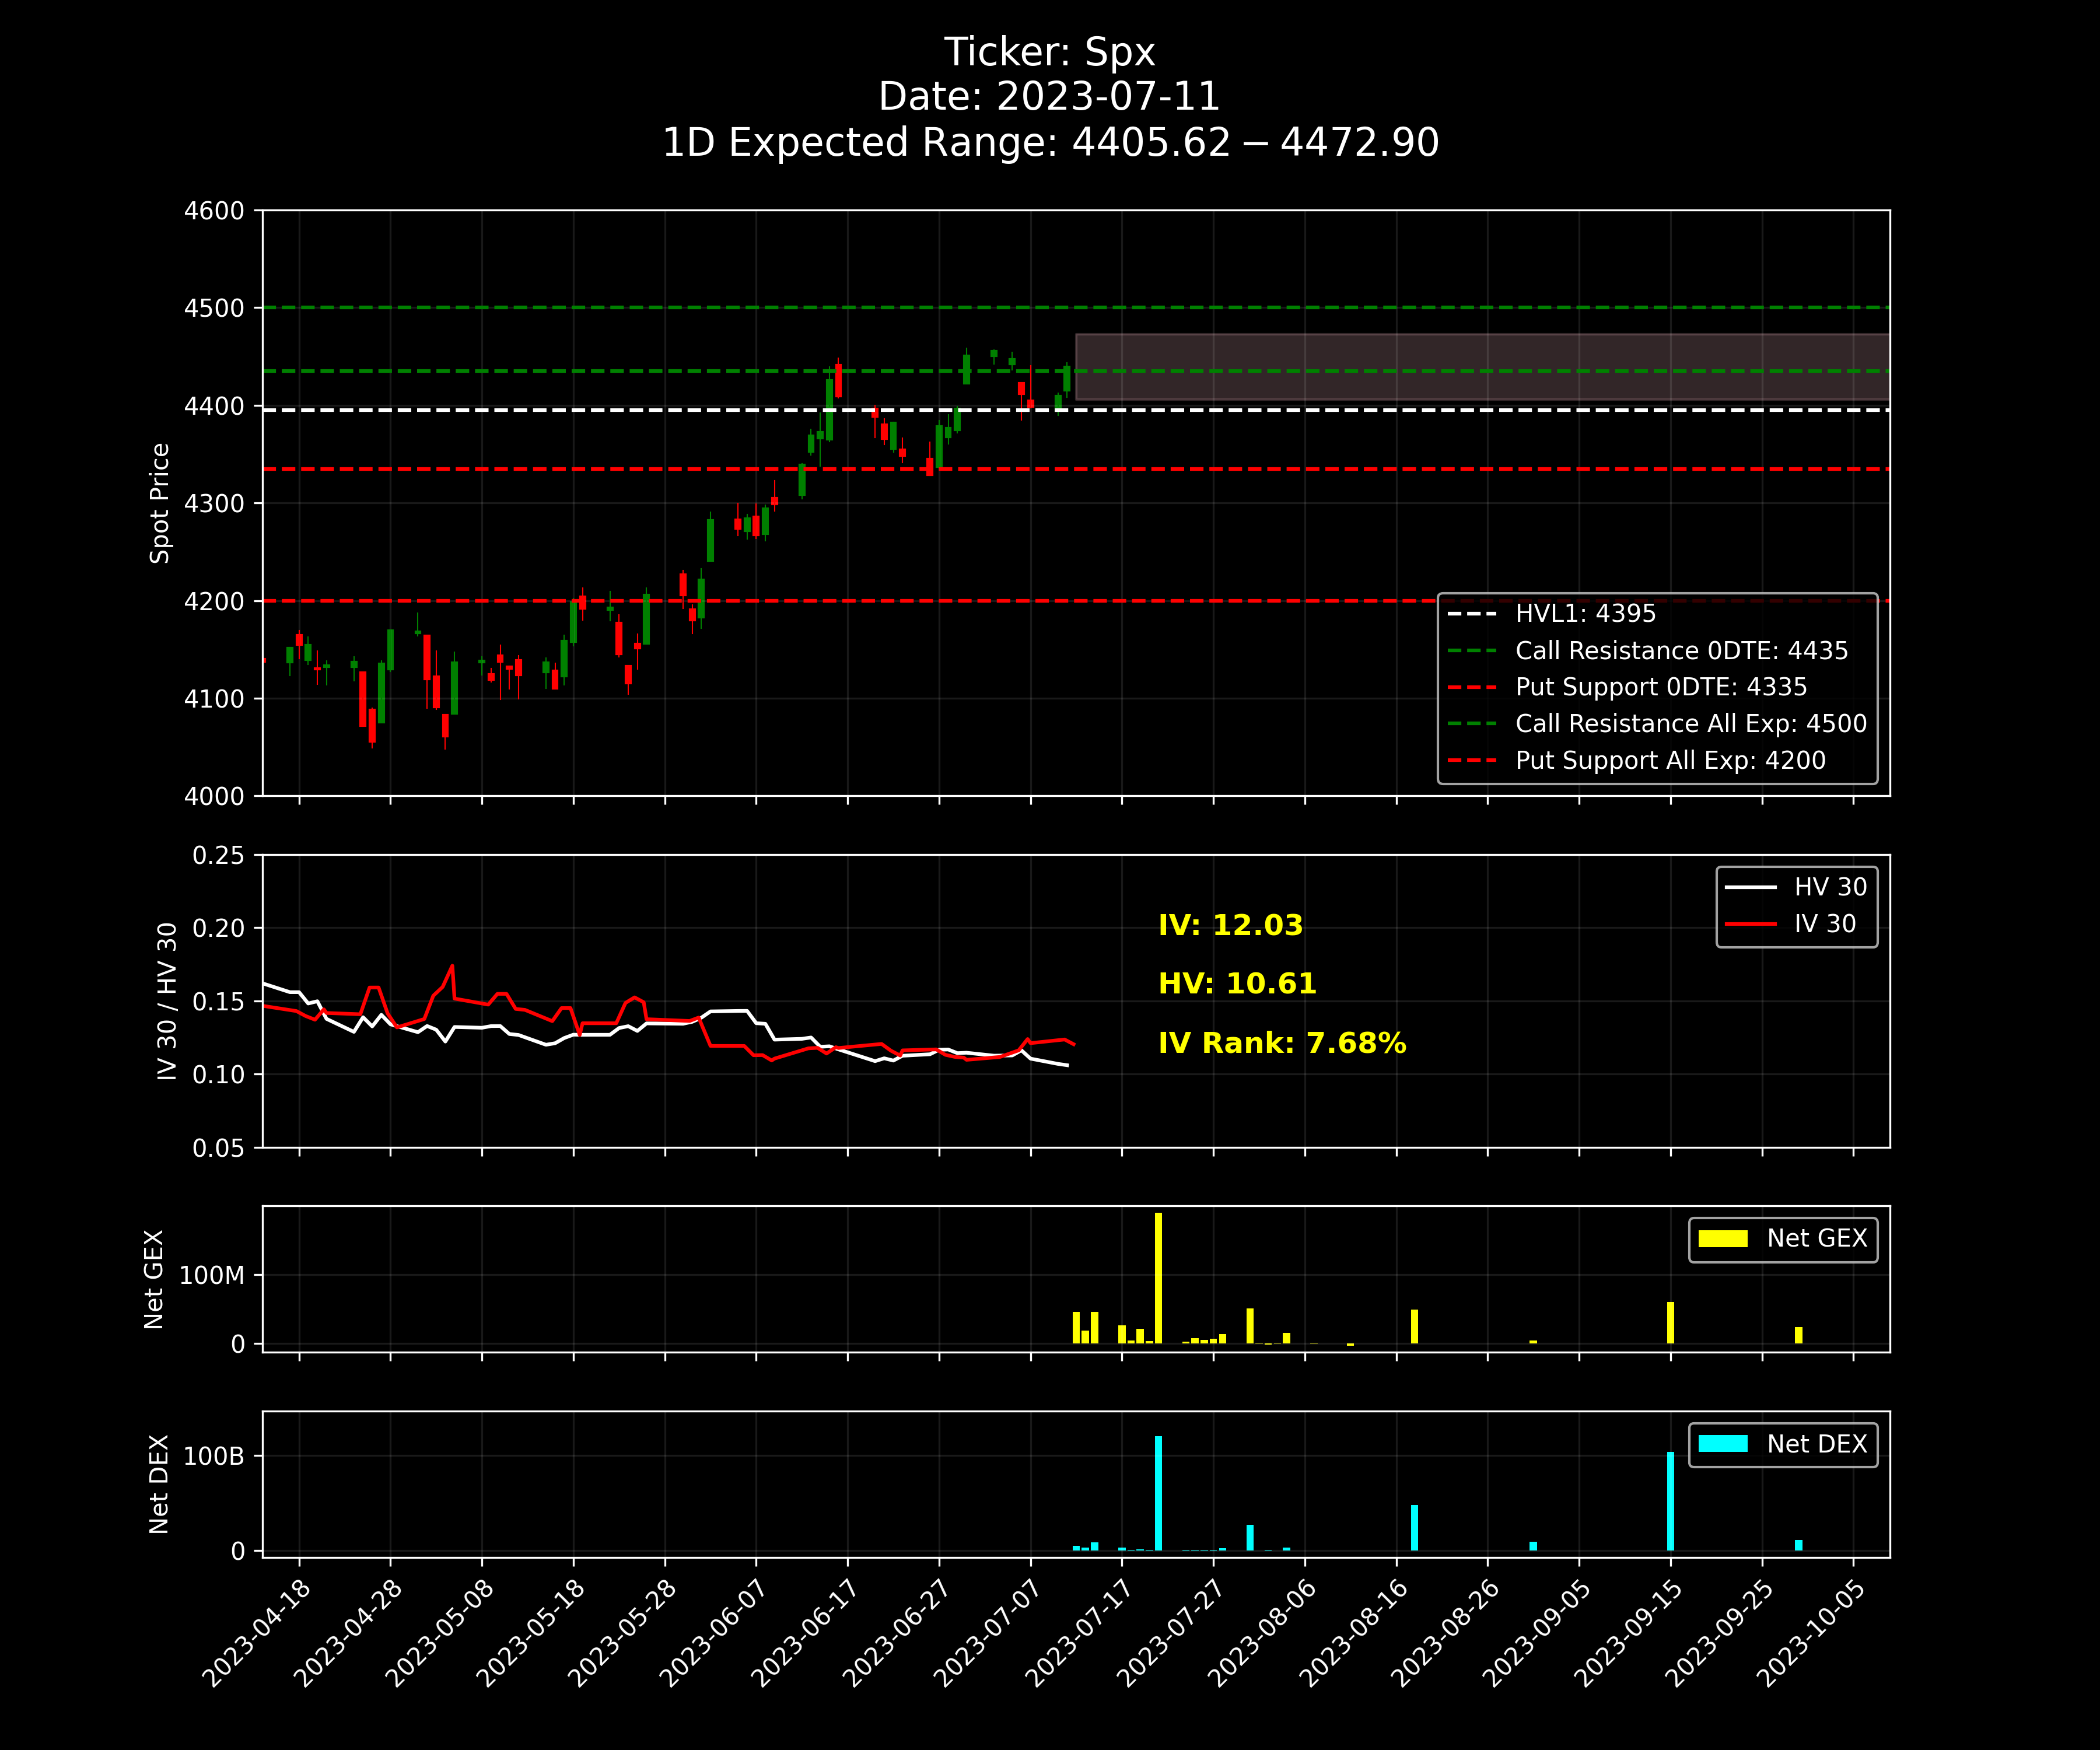 Ticker: Spx
Date: 2023-07-11
1D Expected Range: 4405.62 − 4472.90
4600
4500
4400
4300
4200
4100
4000
Spot Price
HVL1: 4395
Call Resistance 0DTE: 4435
Put Support 0DTE: 4335
Call Resistance All Exp: 4500
Put Support All Exp: 4200
0.25
0.20
0.15
0.10
0.05
IV 30 / HV 30
IV: 12.03
HV: 10.61
IV Rank: 7.68%
HV 30
IV 30
Net GEX
100M
0
Net GEX
Net DEX
100B
0
Net DEX
2023-04-18
2023-04-28
2023-05-08
2023-05-18
2023-05-28
2023-06-07
2023-06-17
2023-06-27
2023-07-07
2023-07-17
2023-07-27
2023-08-06
2023-08-16
2023-08-26
2023-09-05
2023-09-15
2023-09-25
2023-10-05